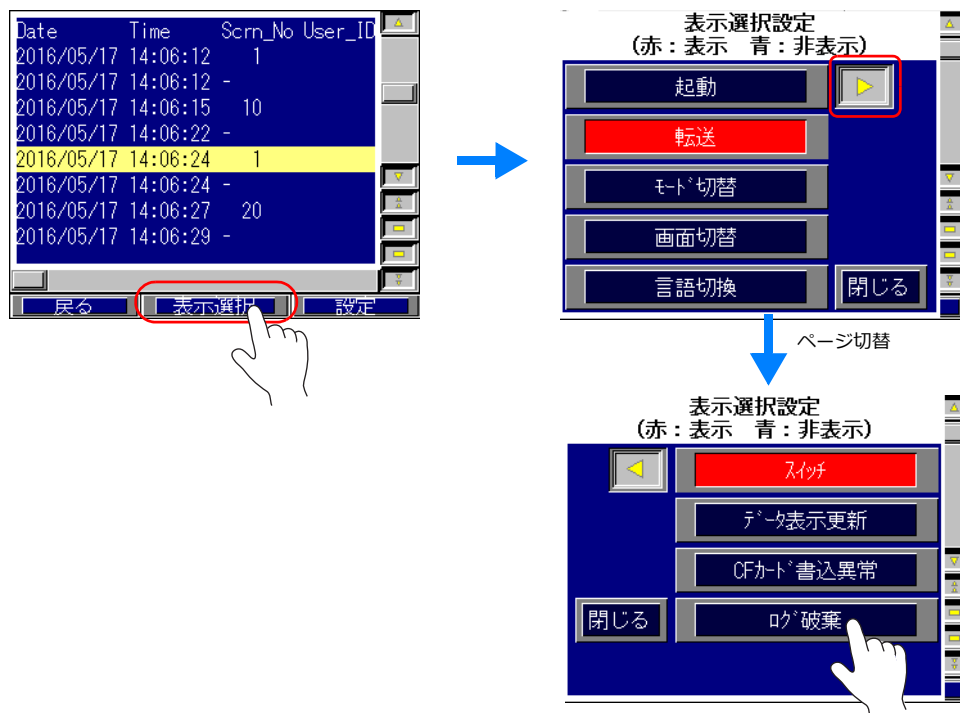 Date Time Scrn_No User_ID
2016/05/17 14:06:12 1
2016/05/17 14:06:12 -
2016/05/17 14:06:15 10
2016/05/17 14:06:22 -
2016/05/17 14:06:24 1
2016/05/17 14:06:24 -
2016/05/17 14:06:27 20
2016/05/17 14:06:29 -
戻る 表示選択 設定
表示選択設定
(赤：表示 青：非表示)
起動
転送
ﾓｰﾄﾞ切替
画面切替
言語切換
閉じる
ページ切替
表示選択設定
(赤：表示 青：非表示)
ｽｲｯﾁ
ﾃﾞｰﾀ表示更新
CFｶｰﾄﾞ書込異常
閉じる
ﾛｸﾞ破棄